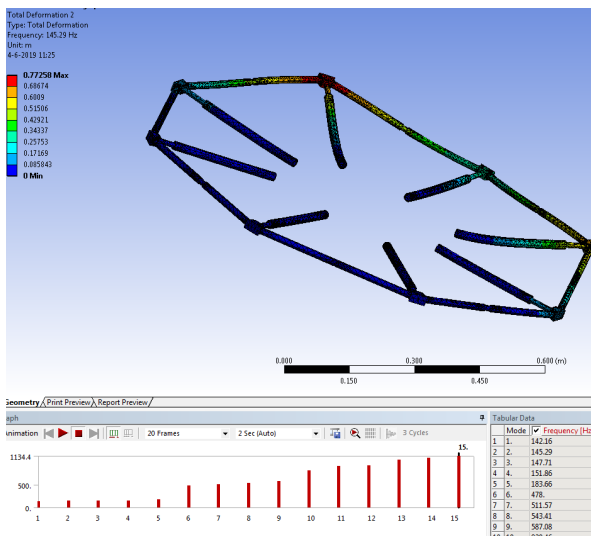 Total Deformation 2
Type: Total Deformation
Frequency: 145.29 Hz
Unit: m
4-6-2019 11:25
0.77258 Max
0.68674
0.6009
0.51506
0.42921
0.34337
0.25753
0.17169
0.085843
0 Min
0.000 0.300 0.600 (m)
0.150 0.450
Geometry Print Preview Report Preview
Tabular Data
Animation 20 Frames 2 Sec (Auto) 3 Cycles
Mode Frequency [Hz
1 1. 142.16
2 2. 145.29
3 3. 147.71
4 4. 151.86
5 5. 183.66
6 6. 478.
7 7. 511.57
8 8. 543.41
9 9. 587.08
15.
1134.4
500.
0.
1 2 3 4 5 6 7 8 9 10 11 12 13 14 15